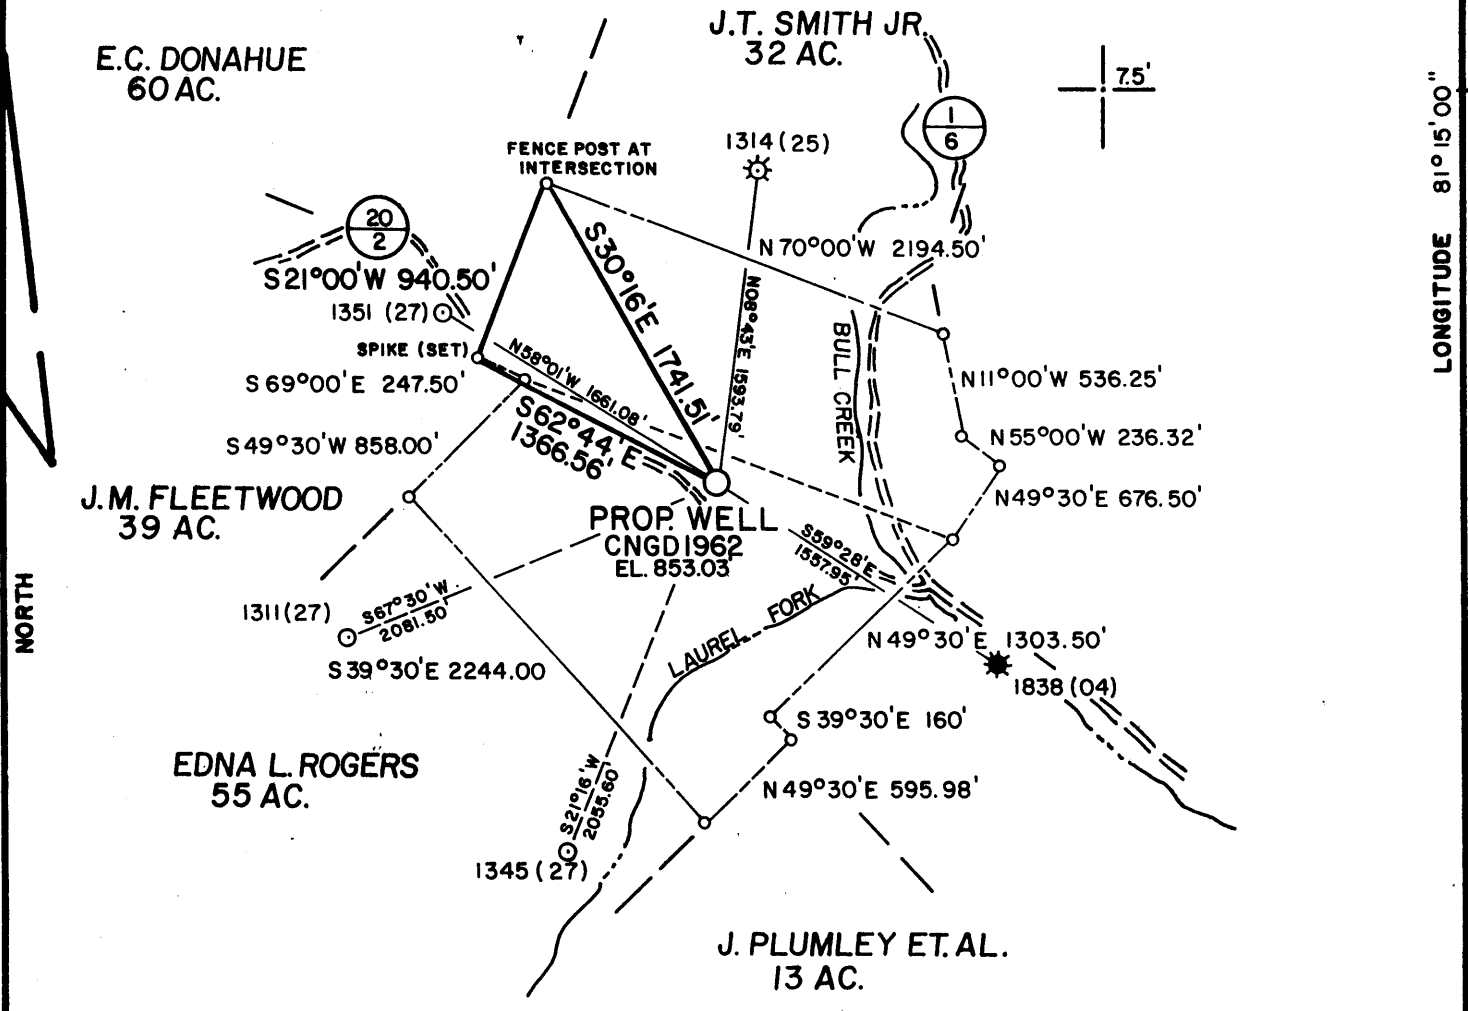 J.T. SMITH JR.
32 AC.
E.C. DONAHUE
60 AC.
7.5'
LONGITUDE 81° 15' 00"
1
6
1314 (25)
FENCE POST AT
INTERSECTION
20
2
N 70°00'W 2194.50'
S 21°00'W 940.50'
S 30°16'E 1741.51'
N08°43'E 1593.79'
1351 (27)
SPIKE (SET)
N58°01'W 1661.08'
BULL CREEK
S 69°00'E 247.50'
N11°00'W 536.25'
S62°44'E
1366.56'
S 49°30'W 858.00'
N 55°00'W 236.32'
N49°30'E 676.50'
J.M. FLEETWOOD
39 AC.
PROP. WELL
CNGD 1962
EL. 853.03'
S59°28'E
1557.95'
NORTH
1311 (27)
S67°30'W
2081.50'
LAUREL FORK
N 49°30'E 1303.50'
S 39°30'E 2244.00
1838 (04)
S 39°30'E 160'
EDNA L. ROGERS
55 AC.
S21°16'W
2055.60'
N 49°30'E 595.98'
1345 (27)
J. PLUMLEY ET. AL.
13 AC.